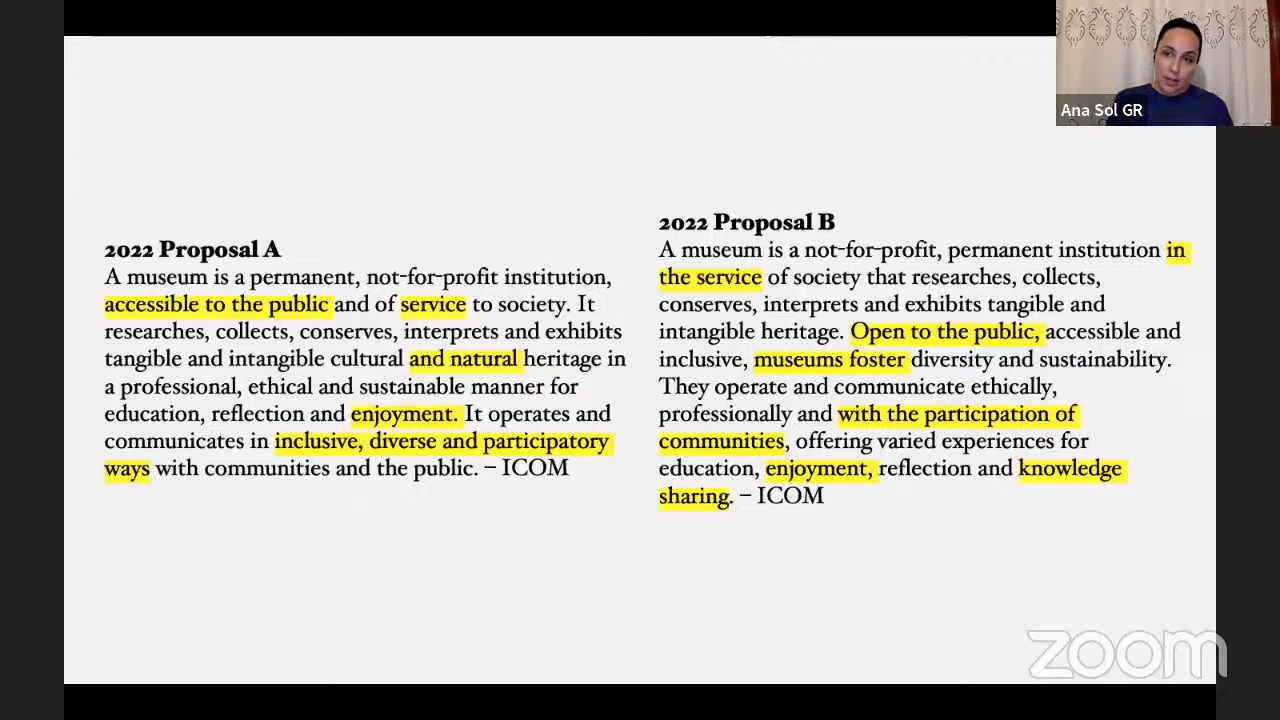 Ana Sol GR
2022 Proposal A
A museum is a permanent, not-for-profit institution,
accessible to the public and of service to society. It
researches, collects, conserves, interprets and exhibits
tangible and intangible cultural and natural heritage in
a professional, ethical and sustainable manner for
education, reflection and enjoyment. It operates and
communicates in inclusive, diverse and participatory
ways with communities and the public. – ICOM
2022 Proposal B
A museum is a not-for-profit, permanent institution in
the service of society that researches, collects,
conserves, interprets and exhibits tangible and
intangible heritage. Open to the public, accessible and
inclusive, museums foster diversity and sustainability.
They operate and communicate ethically,
professionally and with the participation of
communities, offering varied experiences for
education, enjoyment, reflection and knowledge
sharing. – ICOM
zoom